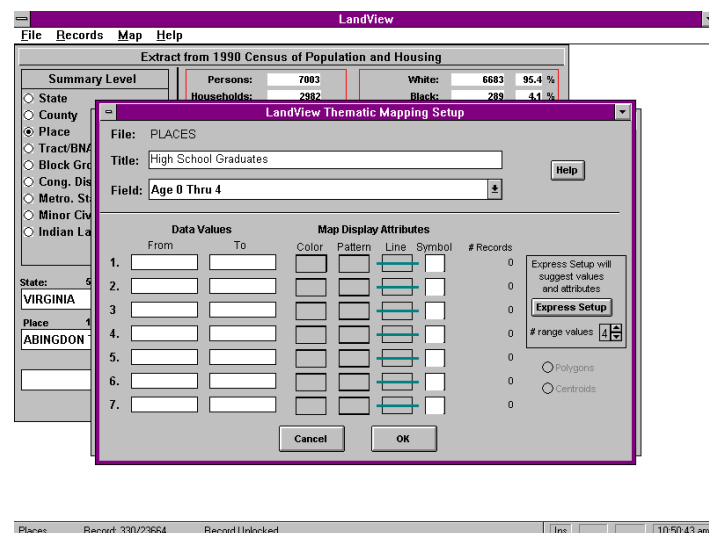 LandView
File Records Map Help
Extract from 1990 Census of Population and Housing
Summary Level
Persons: 7003 White: 6683 95.4 %
Households: 2982 Black: 289 4.1 %
State
County
Place
Tract/BNA
Block Gro
Cong. Dis
Metro. St
Minor Civ
Indian La
State: 5
VIRGINIA
Place 1
ABINGDON T
LandView Thematic Mapping Setup
File: PLACES
Title: High School Graduates
Help
Field: Age 0 Thru 4
Data Values Map Display Attributes
From To Color Pattern Line Symbol # Records
1. 0
2. 0
3 0
4. 0
5. 0
6. 0
7. 0
Express Setup will
suggest values
and attributes
Express Setup
# range values 4
Polygons
Centroids
Cancel OK
Places Record: 330/23664 Record Unlocked Ins 10:50:43 am